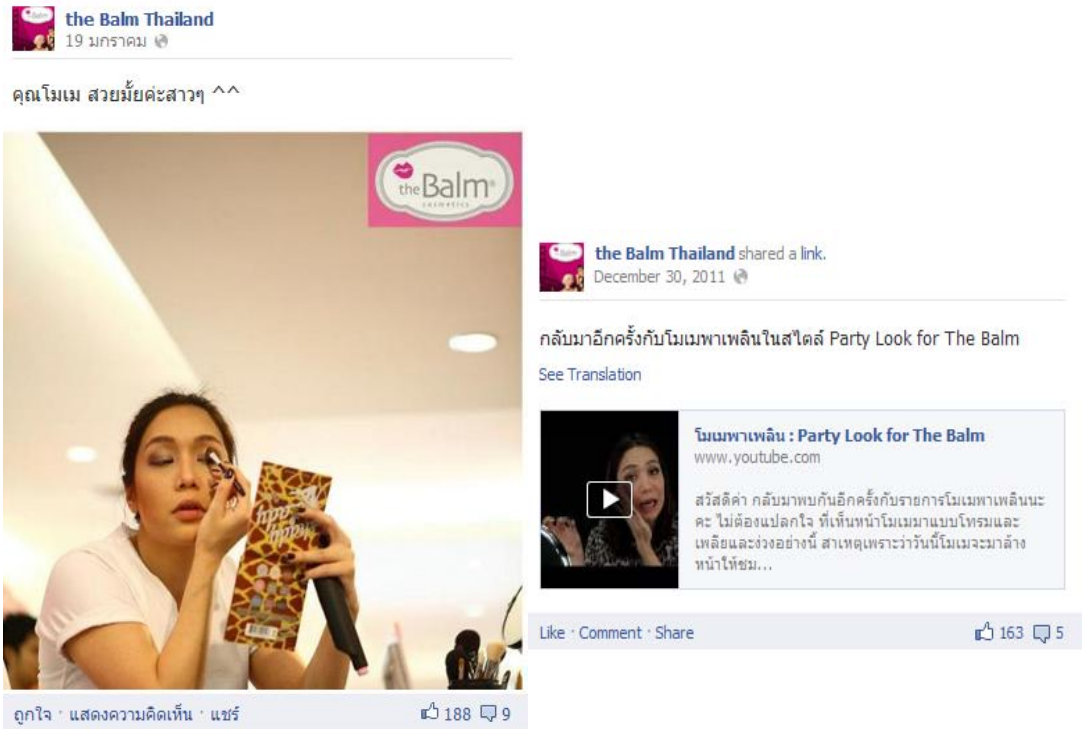 the Balm Thailand
19 มกราคม
คุณโมเม สวยมั้ยค่ะสาวๆ ^^
the Balm®
cosmetics
ถูกใจ · แสดงความคิดเห็น · แชร์
188 9
the Balm Thailand shared a link.
December 30, 2011
กลับมาอีกครั้งกับโมเมพาเพลินในสไตล์ Party Look for The Balm
See Translation
โมเมพาเพลิน : Party Look for The Balm
www.youtube.com
สวัสดีค่า กลับมาพบกันอีกครั้งกับรายการโมเมพาเพลินนะ
คะ ไม่ต้องแปลกใจ ที่เห็นหน้าโมเมมาแบบโทรมและ
เพลียและง่วงอย่างนี้ สาเหตุเพราะว่าวันนี้โมเมจะมาล้าง
หน้าให้ชม...
Like · Comment · Share
163 5